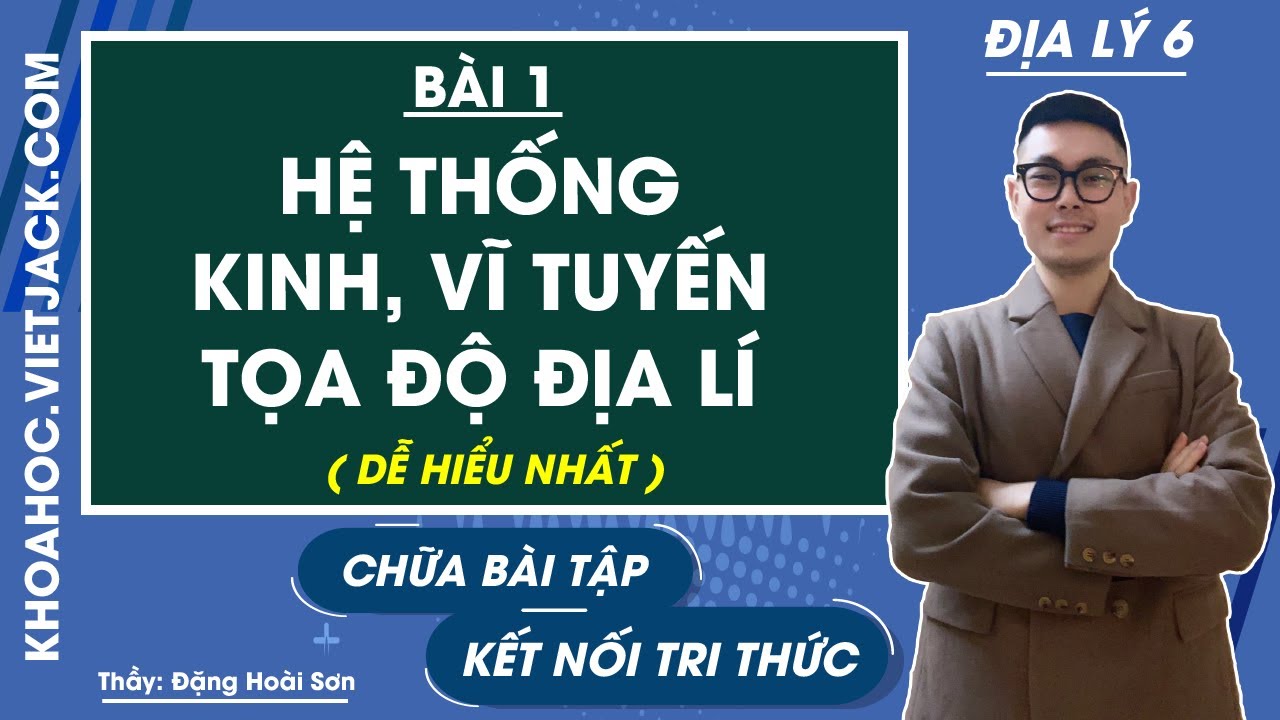 KHOAHOC.VIETJACK.COM
ĐỊA LÝ 6
BÀI 1
HỆ THỐNG
KINH, VĨ TUYẾN
TỌA ĐỘ ĐỊA LÍ
( DỄ HIỂU NHẤT )
CHỮA BÀI TẬP
KẾT NỐI TRI THỨC
Thầy: Đặng Hoài Sơn